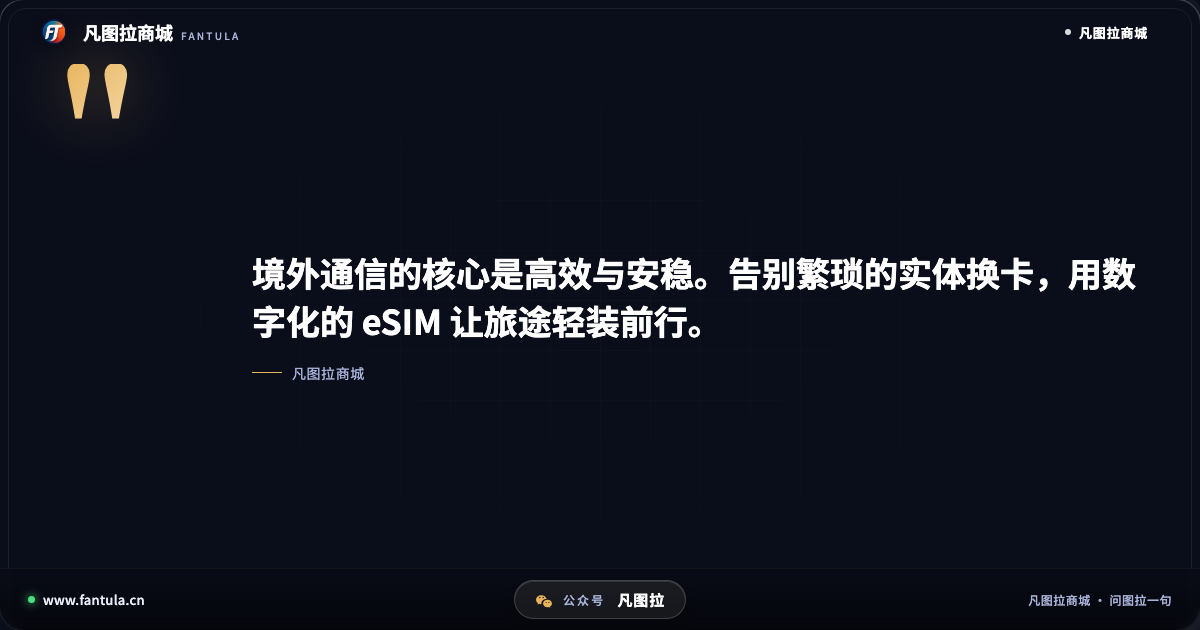 FT 凡图拉商城 FANTULA
凡图拉商城
"
境外通信的核心是高效与安稳。告别繁琐的实体换卡，用数
字化的 eSIM 让旅途轻装前行。
凡图拉商城
www.fantula.cn
公众号 凡图拉
凡图拉商城 · 问图拉一句